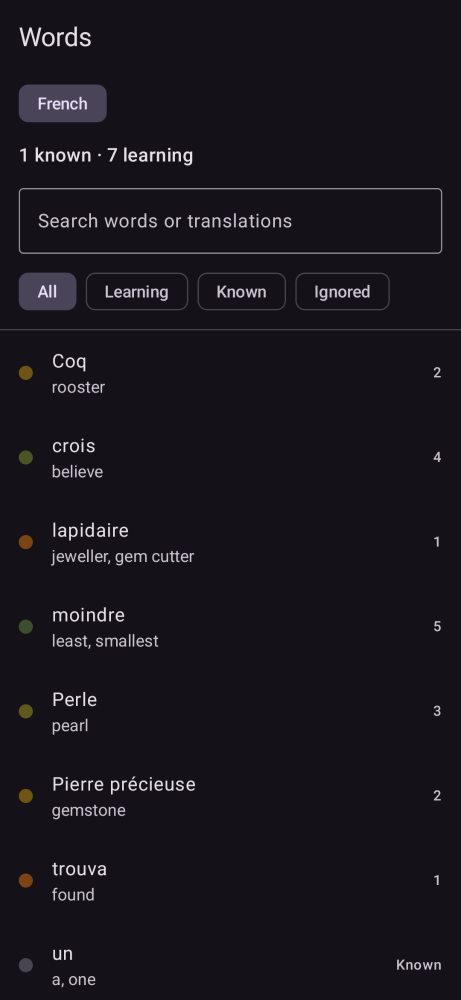 Words
French
1 known · 7 learning
Search words or translations
All Learning Known Ignored
Coq
rooster
2
crois
believe
4
lapidaire
jeweller, gem cutter
1
moindre
least, smallest
5
Perle
pearl
3
Pierre précieuse
gemstone
2
trouva
found
1
un
a, one
Known